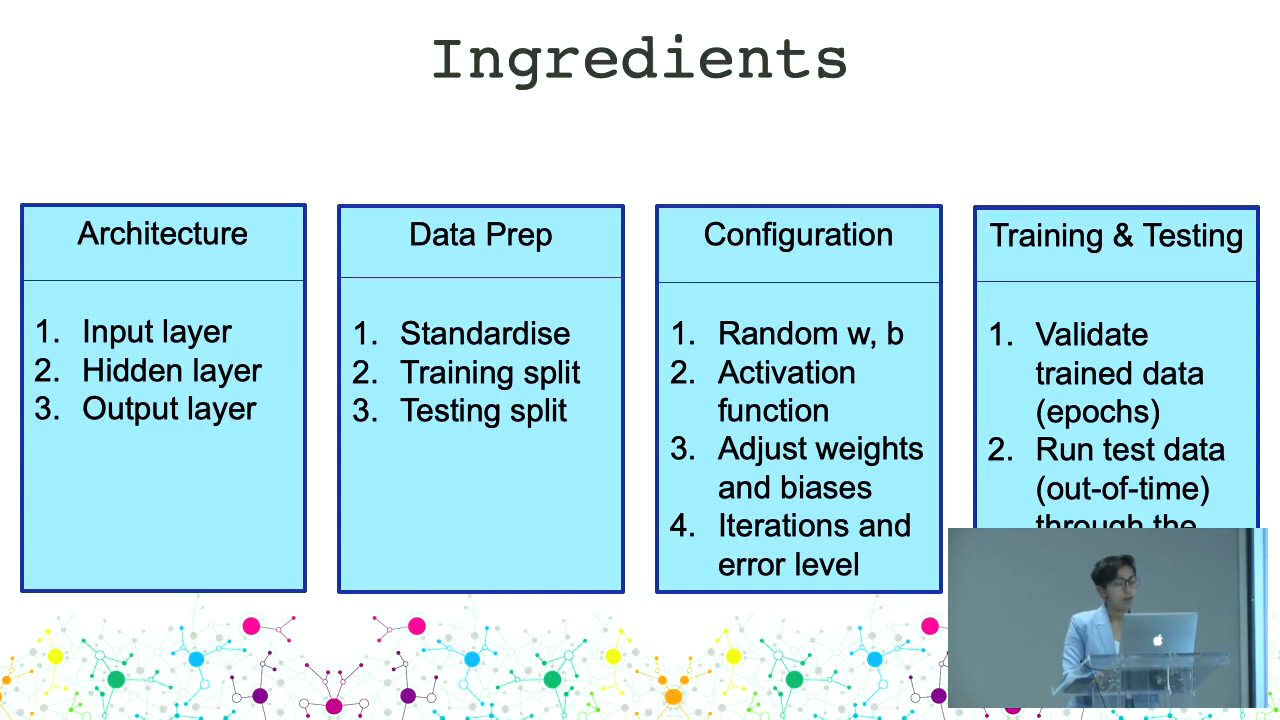 Ingredients
Architecture
1. Input layer
2. Hidden layer
3. Output layer
Data Prep
1. Standardise
2. Training split
3. Testing split
Configuration
1. Random w, b
2. Activation
function
3. Adjust weights
and biases
4. Iterations and
error level
Training & Testing
1. Validate
trained data
(epochs)
2. Run test data
(out-of-time)
through the